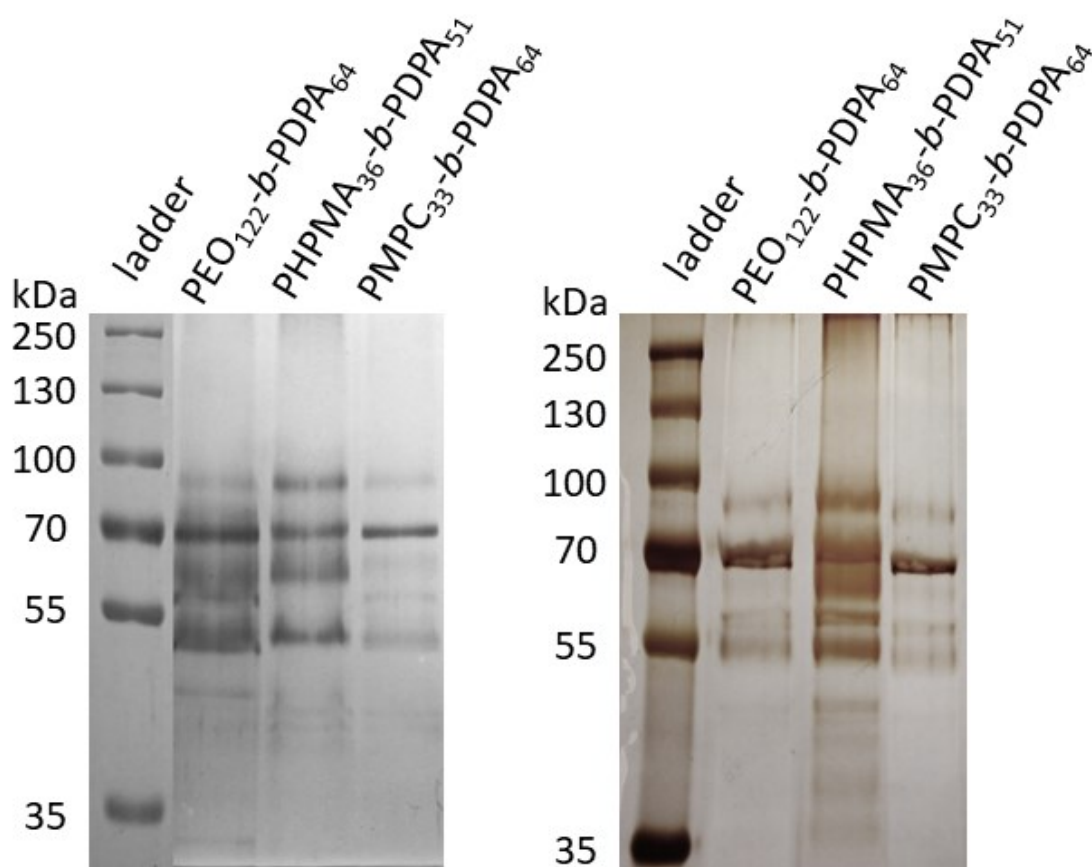 ladder
PEO₁₂₂-b-PDPA₆₄
PHPMA₃₆-b-PDPA₅₁
PMPC₃₃-b-PDPA₆₄
kDa
250
130
100
70
55
35
ladder
PEO₁₂₂-b-PDPA₆₄
PHPMA₃₆-b-PDPA₅₁
PMPC₃₃-b-PDPA₆₄
kDa
250
130
100
70
55
35